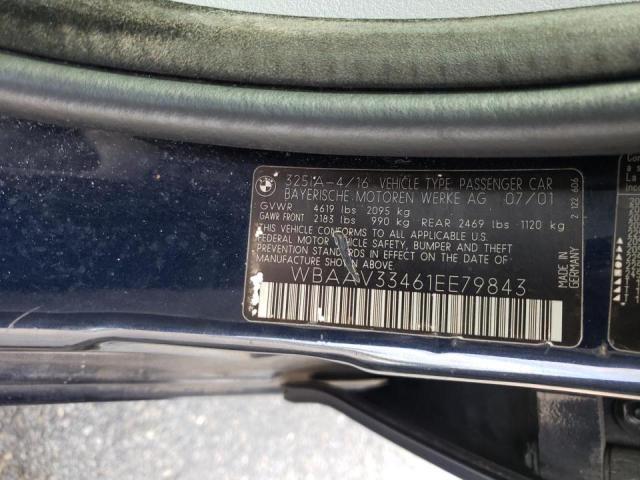 325IA-4/16 VEHICLE TYPE: PASSENGER CAR
BAYERISCHE MOTOREN WERKE AG 07/01
GVWR 4619 lbs 2095 kg
GAWR FRONT 2183 lbs 990 kg REAR 2469 lbs 1120 kg
THIS VEHICLE CONFORMS TO ALL APPLICABLE U.S.
FEDERAL MOTOR VEHICLE SAFETY, BUMPER AND THEFT
PREVENTION STANDARDS IN EFFECT ON THE DATE OF
MANUFACTURE SHOWN ABOVE.
WBAAV33461EE79843
MADE IN
GERMANY
2 122 604